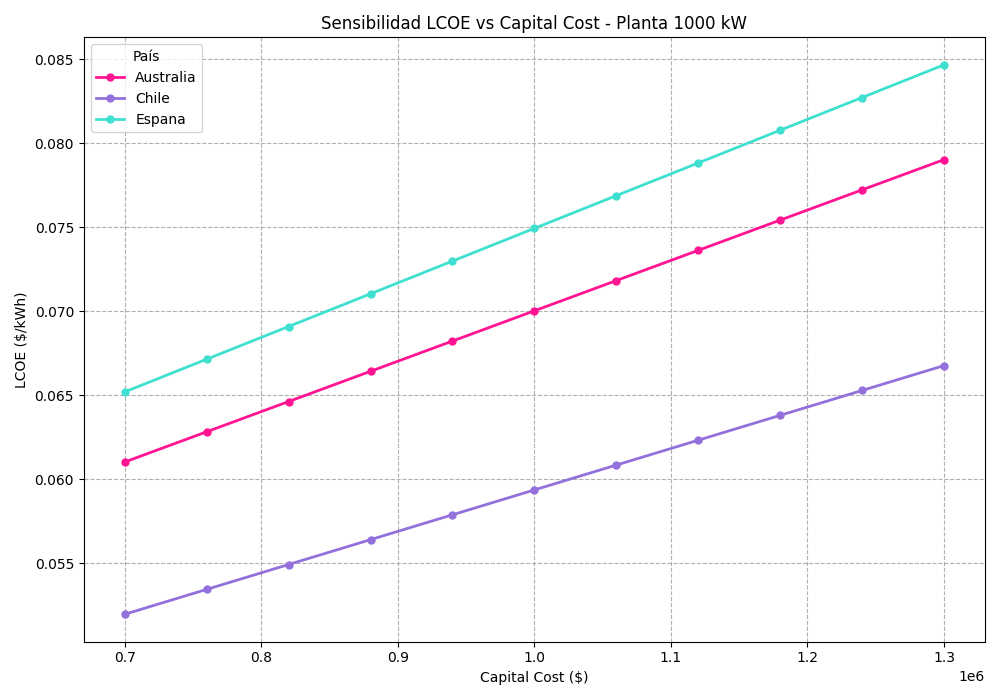 Sensibilidad LCOE vs Capital Cost - Planta 1000 kW
País
Australia
Chile
Espana
LCOE ($/kWh)
0.085
0.080
0.075
0.070
0.065
0.060
0.055
0.7 0.8 0.9 1.0 1.1 1.2 1.3
1e6
Capital Cost ($)